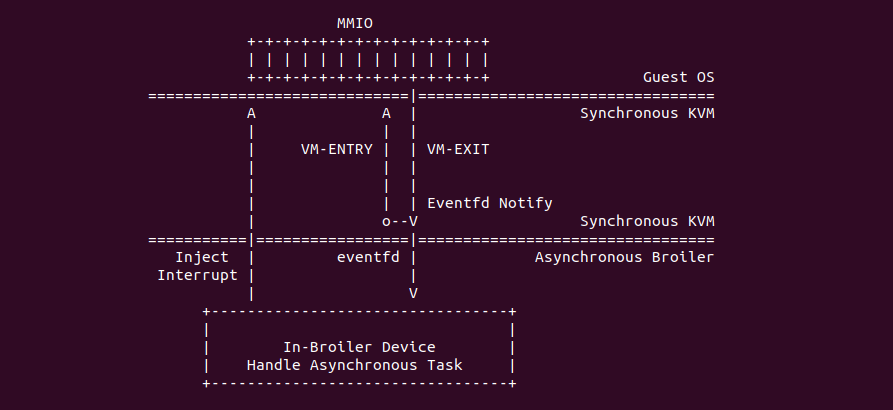 MMIO
           +-+-+-+-+-+-+-+-+-+-+-+-+-+
           | | | | | | | | | | | | | |
           +-+-+-+-+-+-+-+-+-+-+-+-+-+                 Guest OS
=============================|=================================
           A              A  |                  Synchronous KVM
           |              |  |
           |     VM-ENTRY |  | VM-EXIT
           |              |  |
           |              |  |
           |              |  | Eventfd Notify
           |              o--V                  Synchronous KVM
===========|=================|=================================
   Inject  |         eventfd |               Asynchronous Broiler
 Interrupt |                 |
           |                 V
      +---------------------------------+
      |                                 |
      |        In-Broiler Device        |
      |    Handle Asynchronous Task     |
      +---------------------------------+